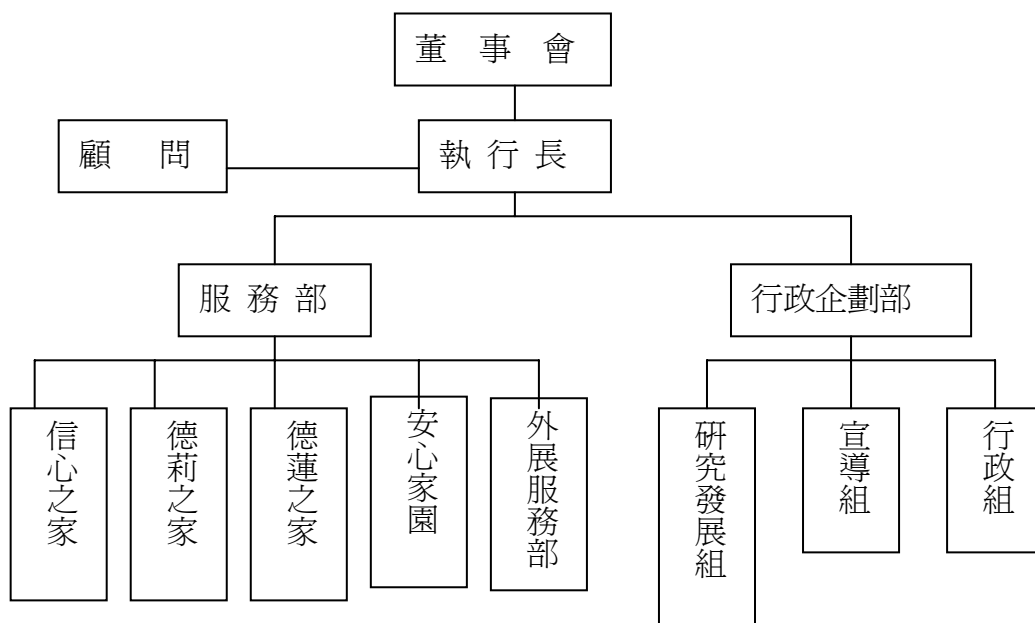 董 事 會
顧 問
執 行 長
服 務 部
行政企劃部
信心之家
德莉之家
德蓮之家
安心家園
外展服務部
研究發展組
宣導組
行政組